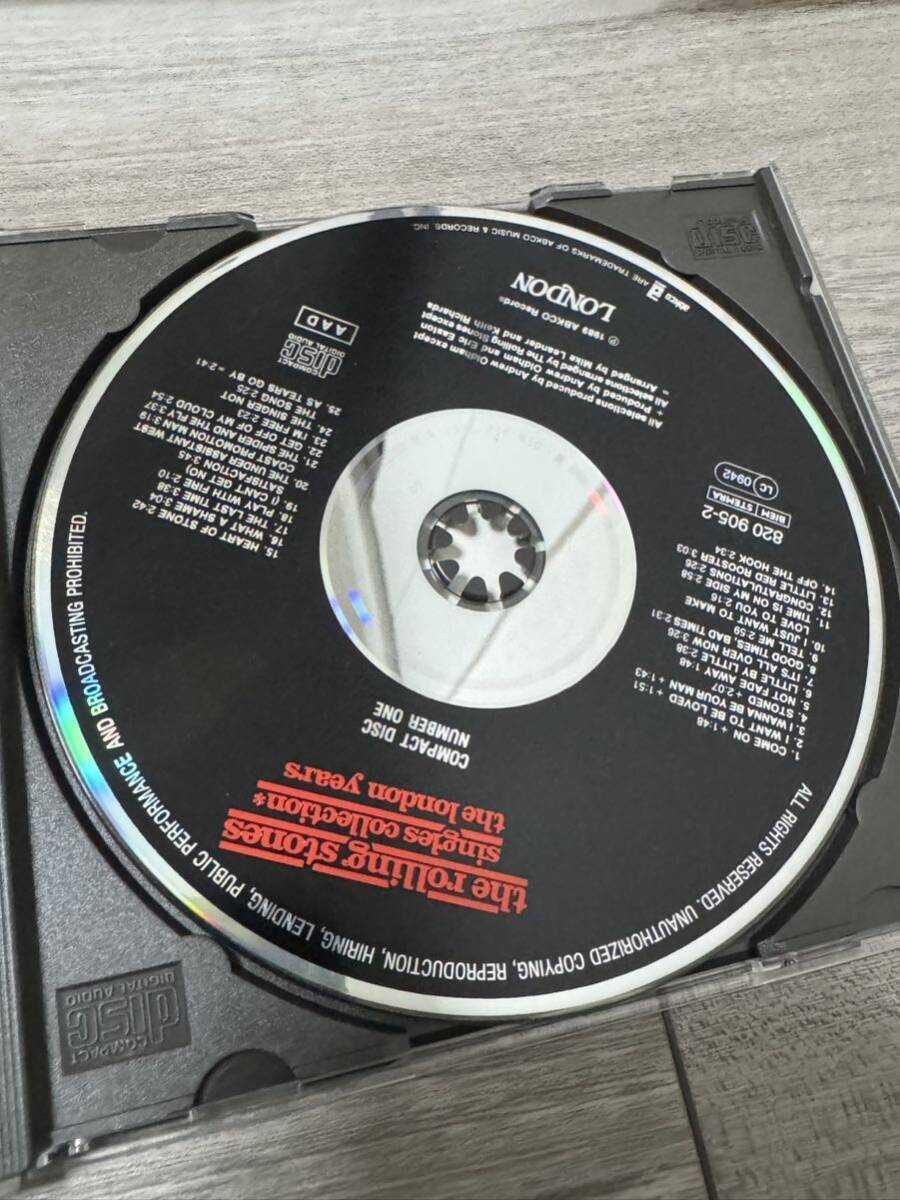 the rolling stones
singles collection*
the london years
COMPACT DISC
NUMBER ONE
1. COME ON + 1:48
2. I WANT TO BE LOVED + 1:51
3. I WANNA BE YOUR MAN + 1:43
4. STONED + 2:07
5. NOT FADE AWAY 1:48
6. LITTLE BY LITTLE 2:38
7. IT'S ALL OVER NOW 3:26
8. GOOD TIMES, BAD TIMES 2:31
9. TELL ME 2:59
10. I JUST WANT TO MAKE
LOVE TO YOU 2:16
11. TIME IS ON MY SIDE 2:58
12. CONGRATULATIONS 2:26
13. LITTLE RED ROOSTER 3:03
14. OFF THE HOOK 2:34
820 905-2
BIEM STEMRA
LC 0942
15. HEART OF STONE 2:42
16. WHAT A SHAME 3:04
17. THE LAST TIME 3:38
18. PLAY WITH FIRE 2:10
19. (I CAN'T GET NO)
SATISFACTION 3:45
20. THE UNDER ASSISTANT WEST
COAST PROMOTION MAN 3:19
21. THE SPIDER AND THE FLY 3:37
22. GET OFF OF MY CLOUD 2:54
23. I'M FREE 2:23
24. THE SINGER NOT
THE SONG 2:25
25. AS TEARS GO BY = 2:41
COMPACT
disc
DIGITAL AUDIO
AAD
All selections produced by Andrew Oldham except
+ Produced by Andrew Oldham and Eric Easton
All selections arranged by The Rolling Stones except
= Arranged by Mike Leander and Keith Richards
℗ 1989 ABKCO Records
LONDON
ALL RIGHTS RESERVED. UNAUTHORIZED COPYING, REPRODUCTION, HIRING, LENDING, PUBLIC PERFORMANCE AND BROADCASTING PROHIBITED.
abkco ARE TRADEMARKS OF ABKCO MUSIC & RECORDS, INC.
COMPACT
disc
DIGITAL AUDIO
disc